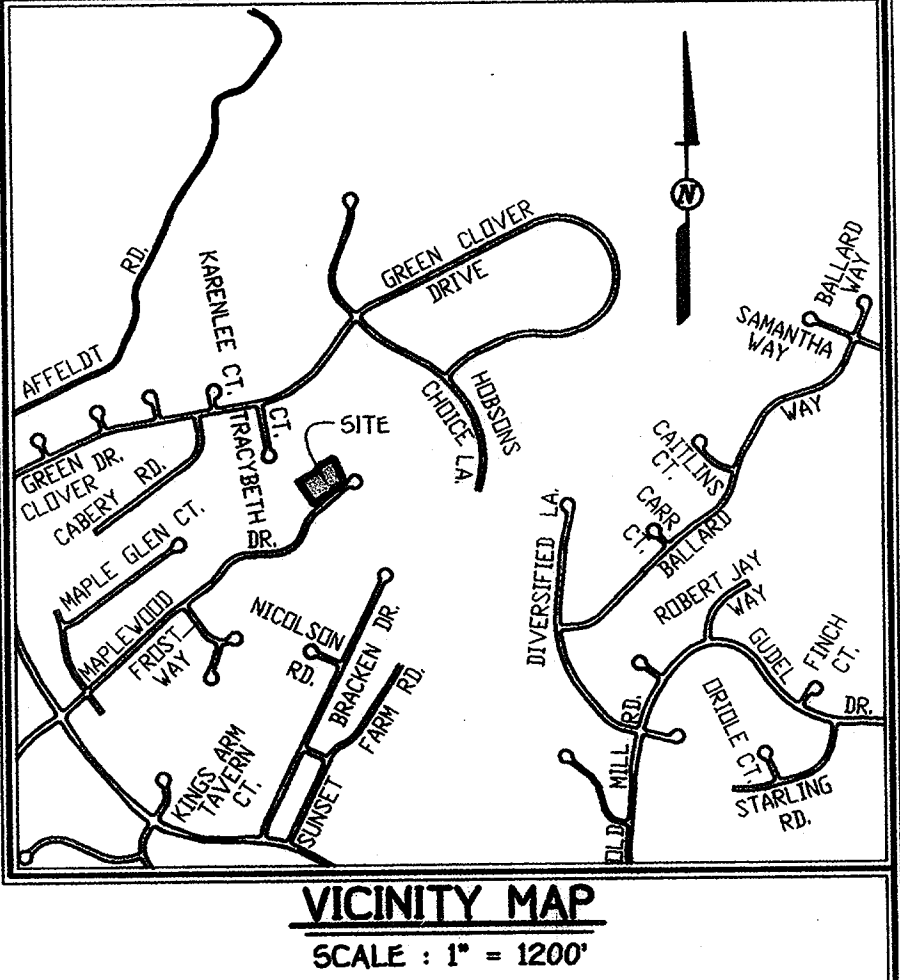 AFFELDT
RD.
KARENLEE CT.
GREEN CLOVER
DRIVE
N
BALLARD
WAY
SAMANTHA
WAY
WAY
CHOICE LA.
HOBSONS
SITE
TRACYBETH
CT.
GREEN DR.
CLOVER
CABERY RD.
CAITLINS
CT.
CARR
CT.
BALLARD
DIVERSIFIED LA.
MAPLE GLEN CT.
MAPLEWOOD
DR.
FROST
WAY
NICOLSON
RD.
BRACKEN DR.
SUNSET
FARM RD.
KINGS ARM
TAVERN
CT.
ROBERT JAY
WAY
GUDEL
DR.
FINCH
CT.
ORIOLE CT.
STARLING
RD.
OLD MILL RD.
VICINITY MAP
SCALE : 1" = 1200'